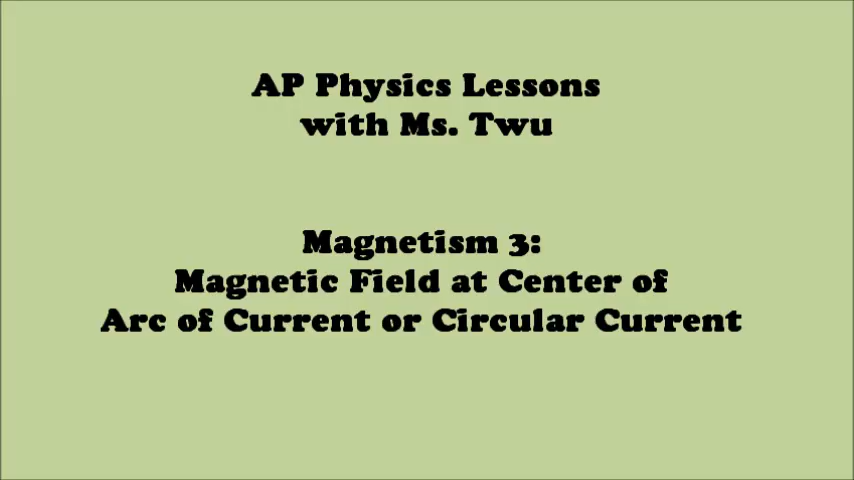 AP Physics Lessons
with Ms. Twu
Magnetism 3:
Magnetic Field at Center of
Arc of Current or Circular Current